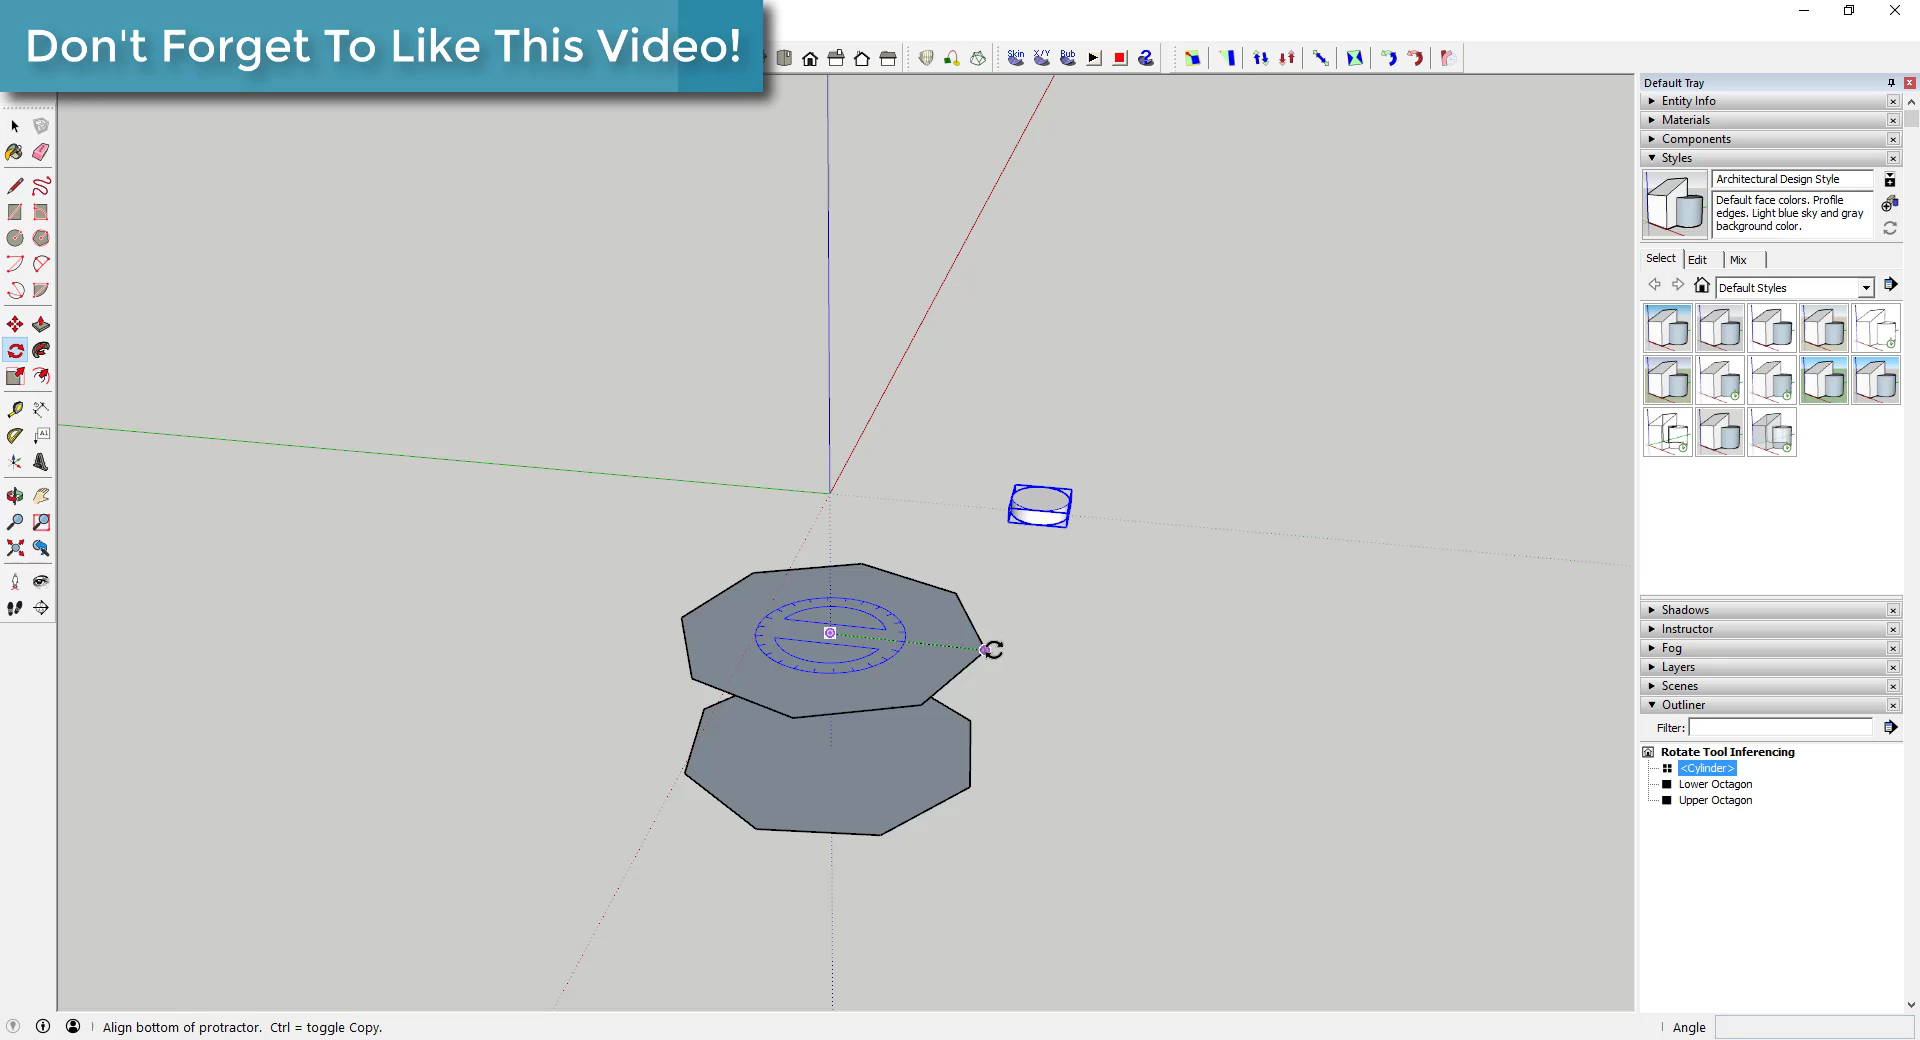 Don't Forget To Like This Video!
Skin X/Y Bub
Default Tray
Entity Info
Materials
Components
Styles
Architectural Design Style
Default face colors. Profile
edges. Light blue sky and gray
background color.
Select Edit Mix
Default Styles
Shadows
Instructor
Fog
Layers
Scenes
Outliner
Filter:
Rotate Tool Inferencing
<Cylinder>
Lower Octagon
Upper Octagon
A1
Align bottom of protractor. Ctrl = toggle Copy.
Angle